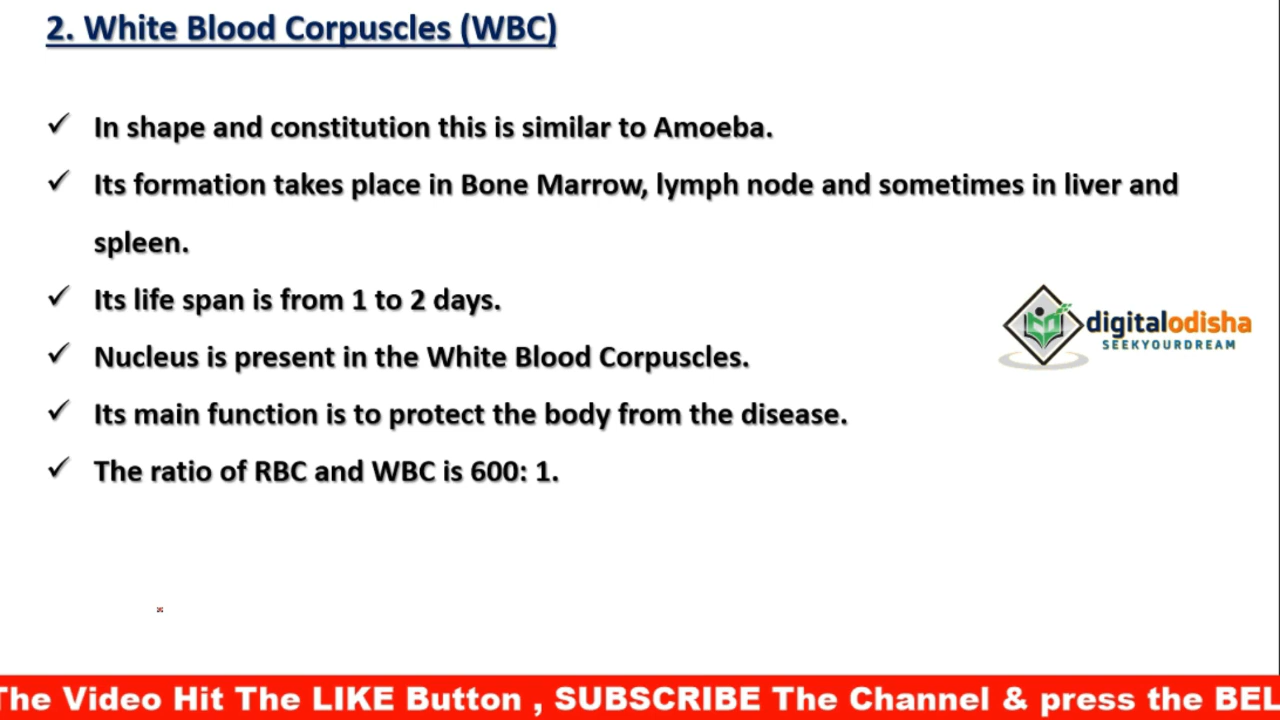 2. White Blood Corpuscles (WBC)
✓ In shape and constitution this is similar to Amoeba.
✓ Its formation takes place in Bone Marrow, lymph node and sometimes in liver and
spleen.
✓ Its life span is from 1 to 2 days.
✓ Nucleus is present in the White Blood Corpuscles.
✓ Its main function is to protect the body from the disease.
✓ The ratio of RBC and WBC is 600: 1.
digitalodisha
SEEKYOURDREAM
The Video Hit The LIKE Button , SUBSCRIBE The Channel & press the BEL